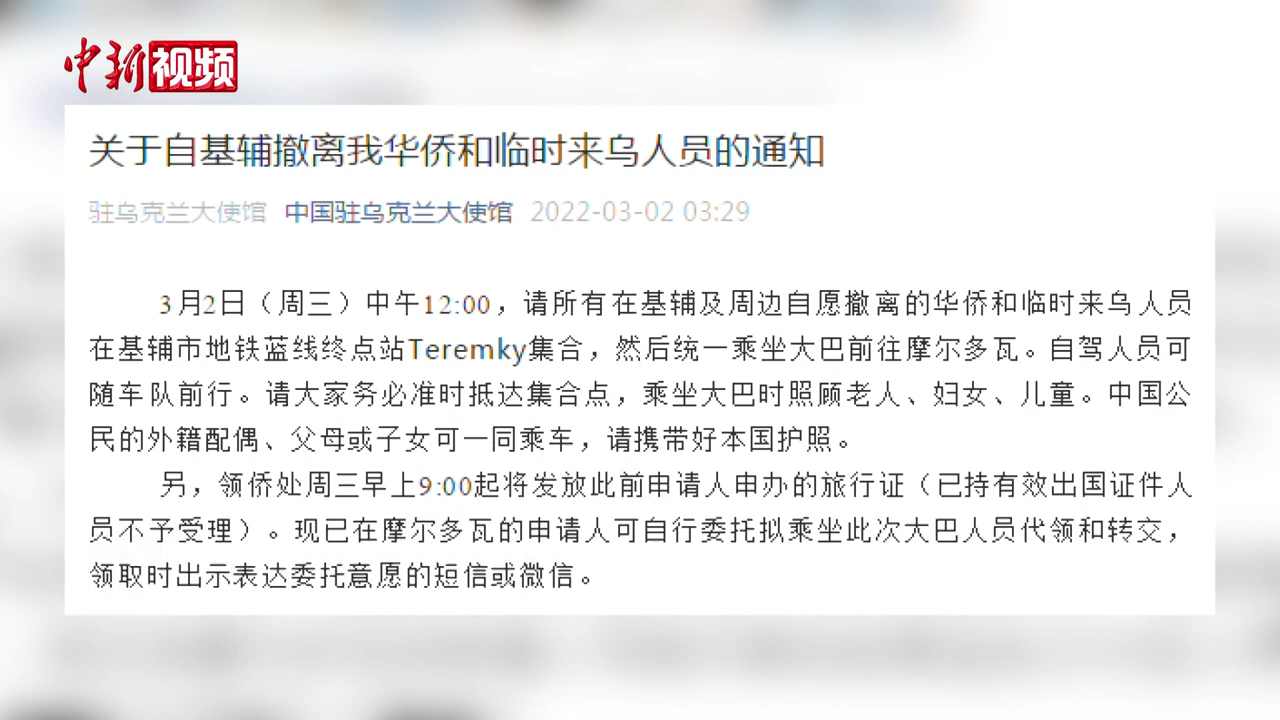 中新视频
关于自基辅撤离我华侨和临时来乌人员的通知
驻乌克兰大使馆 中国驻乌克兰大使馆 2022-03-02 03:29
3月2日（周三）中午12:00，请所有在基辅及周边自愿撤离的华侨和临时来乌人员
在基辅市地铁蓝线终点站Teremky集合，然后统一乘坐大巴前往摩尔多瓦。自驾人员可
随车队前行。请大家务必准时抵达集合点，乘坐大巴时照顾老人、妇女、儿童。中国公
民的外籍配偶、父母或子女可一同乘车，请携带好本国护照。
另，领侨处周三早上9:00起将发放此前申请人申办的旅行证（已持有效出国证件人
员不予受理）。现已在摩尔多瓦的申请人可自行委托拟乘坐此次大巴人员代领和转交，
领取时出示表达委托意愿的短信或微信。